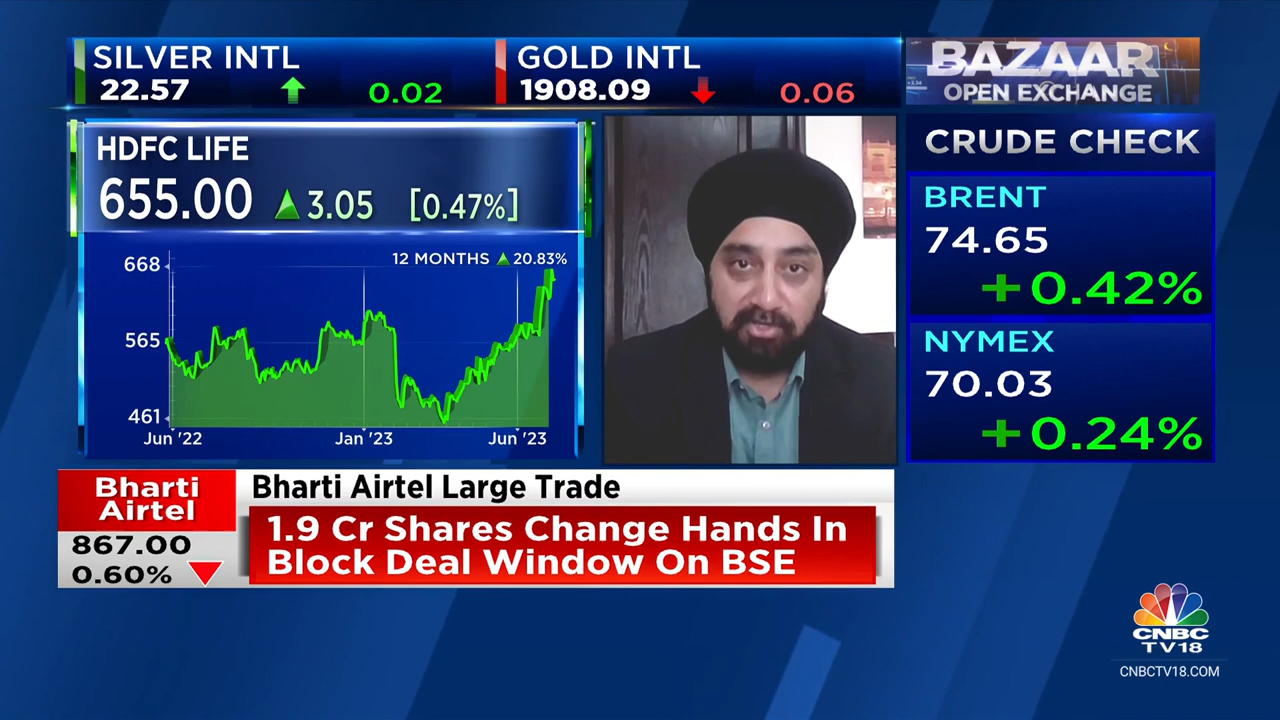 SILVER INTL
22.57 0.02
GOLD INTL
1908.09 0.06
BAZAAR
OPEN EXCHANGE
HDFC LIFE
655.00 ▲ 3.05 [0.47%]
12 MONTHS ▲ 20.83%
668
565
461
Jun '22 Jan '23 Jun '23
CRUDE CHECK
BRENT
74.65
+0.42%
NYMEX
70.03
+0.24%
Bharti
Airtel
867.00
0.60%
Bharti Airtel Large Trade
1.9 Cr Shares Change Hands In
Block Deal Window On BSE
CNBC
TV18
CNBCTV18.COM